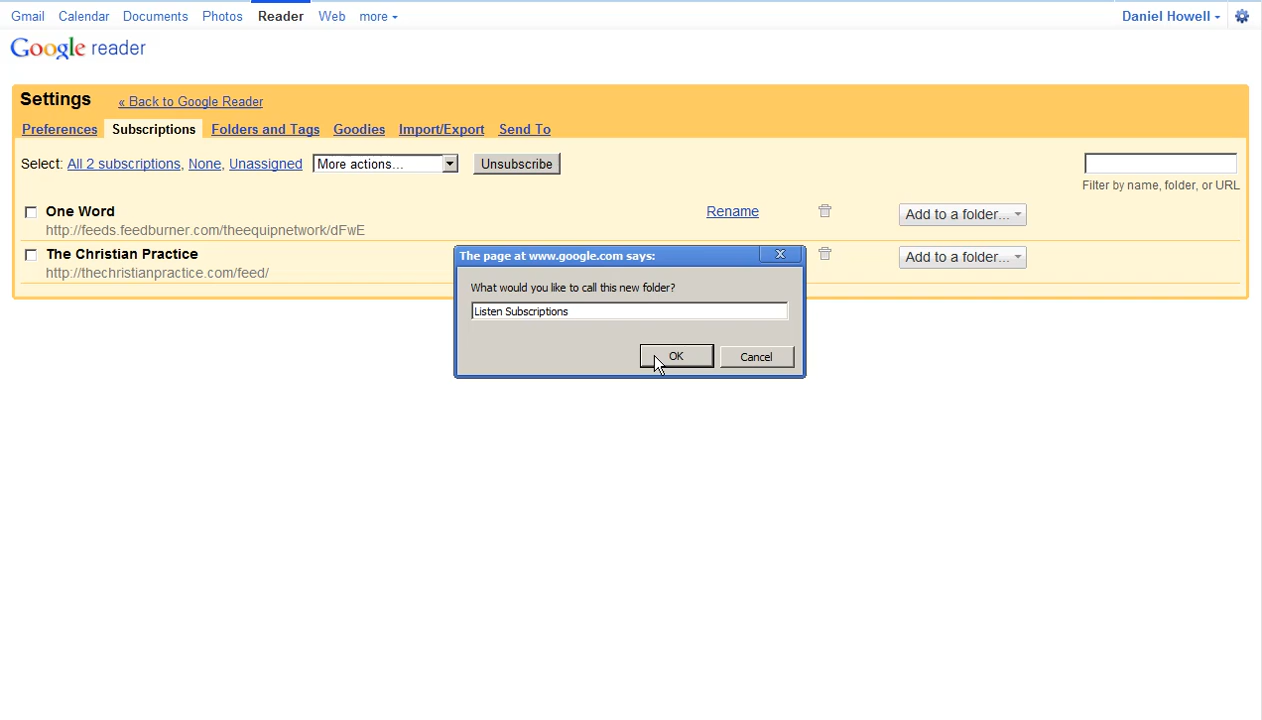 Gmail Calendar Documents Photos Reader Web more Daniel Howell
Google reader
Settings « Back to Google Reader
Preferences Subscriptions Folders and Tags Goodies Import/Export Send To
Select: All 2 subscriptions, None, Unassigned More actions... Unsubscribe
Filter by name, folder, or URL
One Word Rename Add to a folder...
http://feeds.feedburner.com/theequipnetwork/dFwE
The Christian Practice Add to a folder...
http://thechristianpractice.com/feed/
The page at www.google.com says:
What would you like to call this new folder?
Listen Subscriptions
OK Cancel